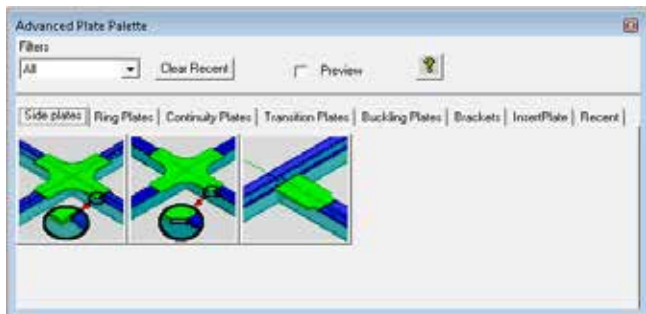 Advanced Plate Palette
Filters
All Clear Recent Preview ?
Side plates Ring Plates Continuity Plates Transition Plates Buckling Plates Brackets InsertPlate Recent